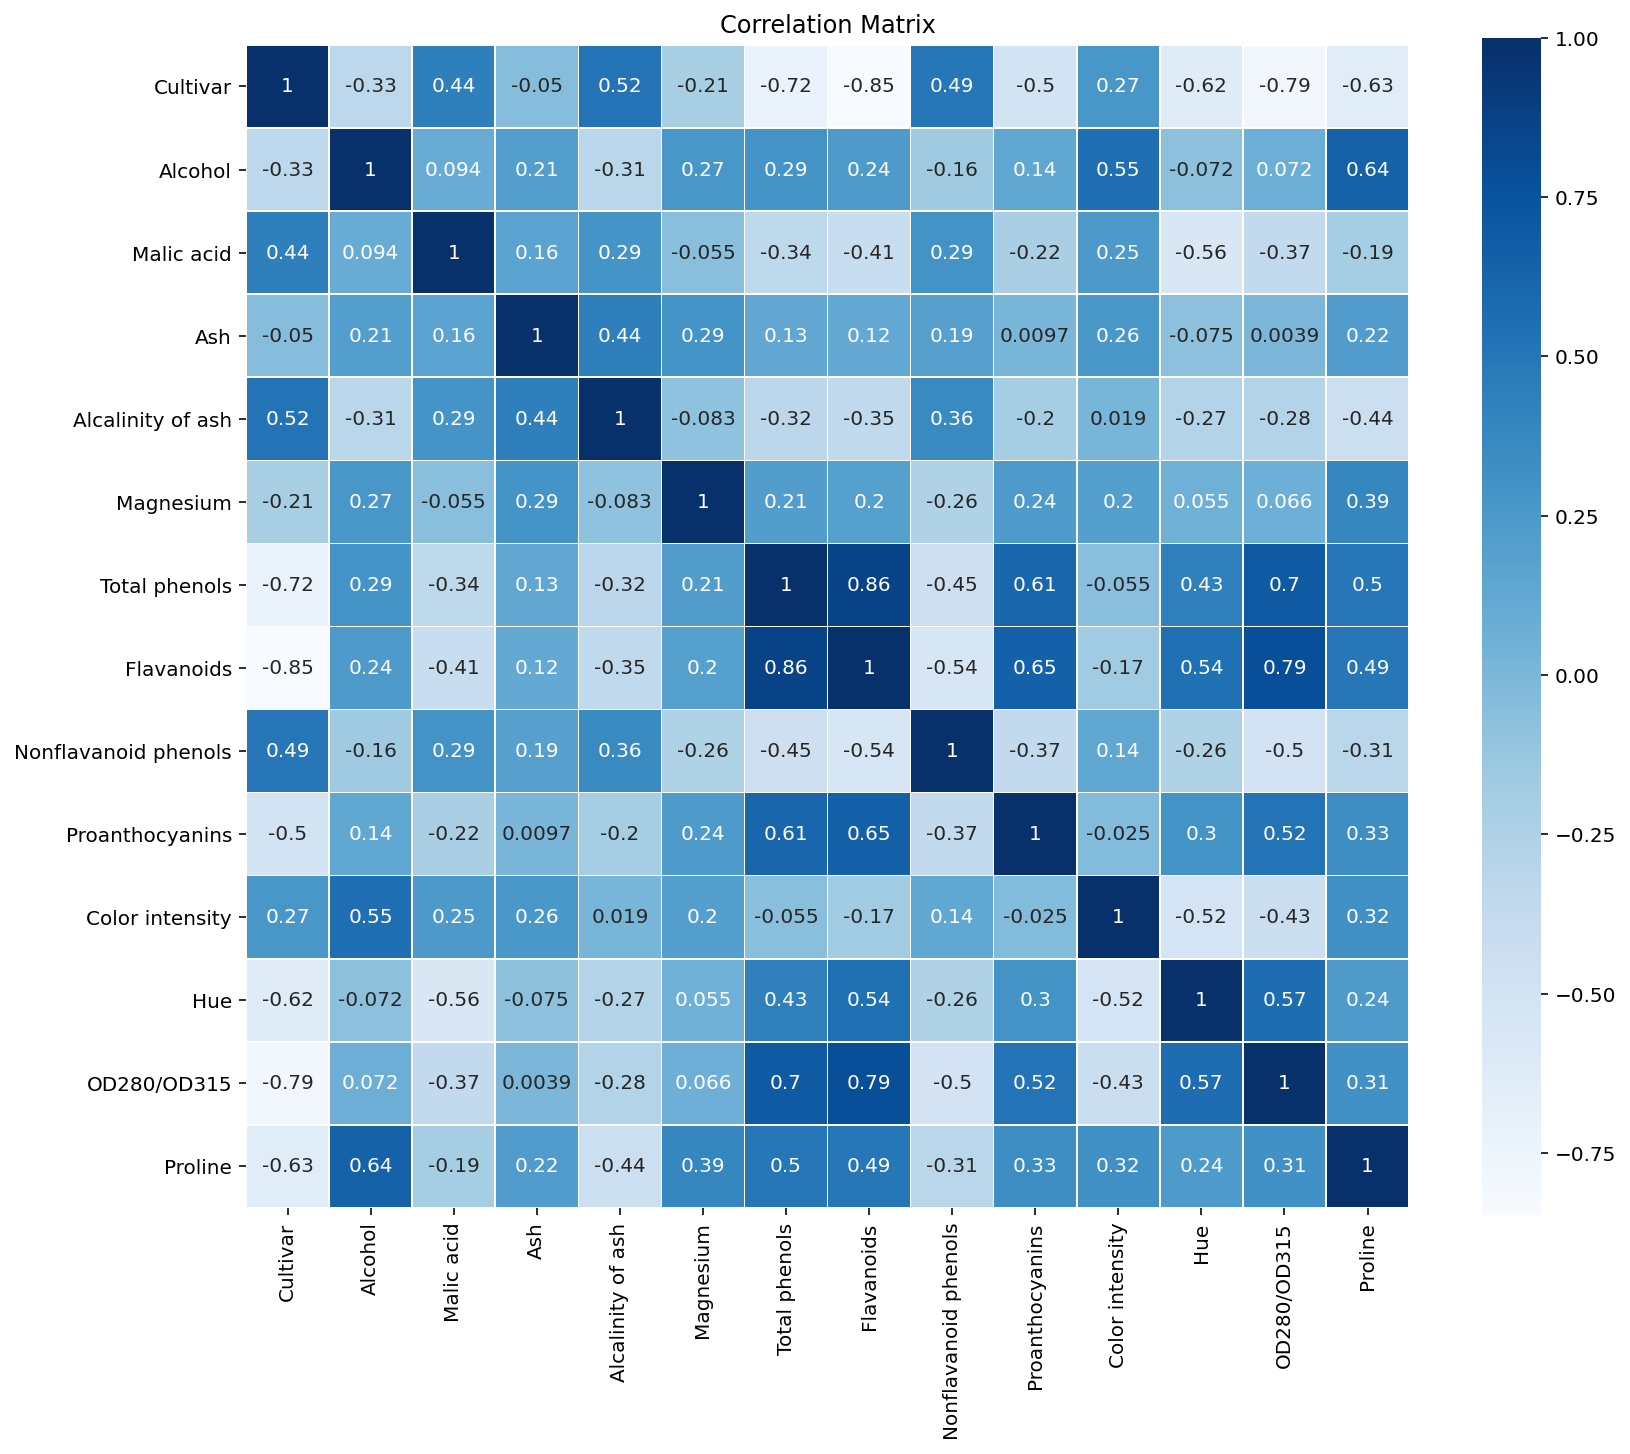 Correlation Matrix
Cultivar 1 -0.33 0.44 -0.05 0.52 -0.21 -0.72 -0.85 0.49 -0.5 0.27 -0.62 -0.79 -0.63
Alcohol -0.33 1 0.094 0.21 -0.31 0.27 0.29 0.24 -0.16 0.14 0.55 -0.072 0.072 0.64
Malic acid 0.44 0.094 1 0.16 0.29 -0.055 -0.34 -0.41 0.29 -0.22 0.25 -0.56 -0.37 -0.19
Ash -0.05 0.21 0.16 1 0.44 0.29 0.13 0.12 0.19 0.0097 0.26 -0.075 0.0039 0.22
Alcalinity of ash 0.52 -0.31 0.29 0.44 1 -0.083 -0.32 -0.35 0.36 -0.2 0.019 -0.27 -0.28 -0.44
Magnesium -0.21 0.27 -0.055 0.29 -0.083 1 0.21 0.2 -0.26 0.24 0.2 0.055 0.066 0.39
Total phenols -0.72 0.29 -0.34 0.13 -0.32 0.21 1 0.86 -0.45 0.61 -0.055 0.43 0.7 0.5
Flavanoids -0.85 0.24 -0.41 0.12 -0.35 0.2 0.86 1 -0.54 0.65 -0.17 0.54 0.79 0.49
Nonflavanoid phenols 0.49 -0.16 0.29 0.19 0.36 -0.26 -0.45 -0.54 1 -0.37 0.14 -0.26 -0.5 -0.31
Proanthocyanins -0.5 0.14 -0.22 0.0097 -0.2 0.24 0.61 0.65 -0.37 1 -0.025 0.3 0.52 0.33
Color intensity 0.27 0.55 0.25 0.26 0.019 0.2 -0.055 -0.17 0.14 -0.025 1 -0.52 -0.43 0.32
Hue -0.62 -0.072 -0.56 -0.075 -0.27 0.055 0.43 0.54 -0.26 0.3 -0.52 1 0.57 0.24
OD280/OD315 -0.79 0.072 -0.37 0.0039 -0.28 0.066 0.7 0.79 -0.5 0.52 -0.43 0.57 1 0.31
Proline -0.63 0.64 -0.19 0.22 -0.44 0.39 0.5 0.49 -0.31 0.33 0.32 0.24 0.31 1
Cultivar
Alcohol
Malic acid
Ash
Alcalinity of ash
Magnesium
Total phenols
Flavanoids
Nonflavanoid phenols
Proanthocyanins
Color intensity
Hue
OD280/OD315
Proline
1.00
0.75
0.50
0.25
0.00
−0.25
−0.50
−0.75